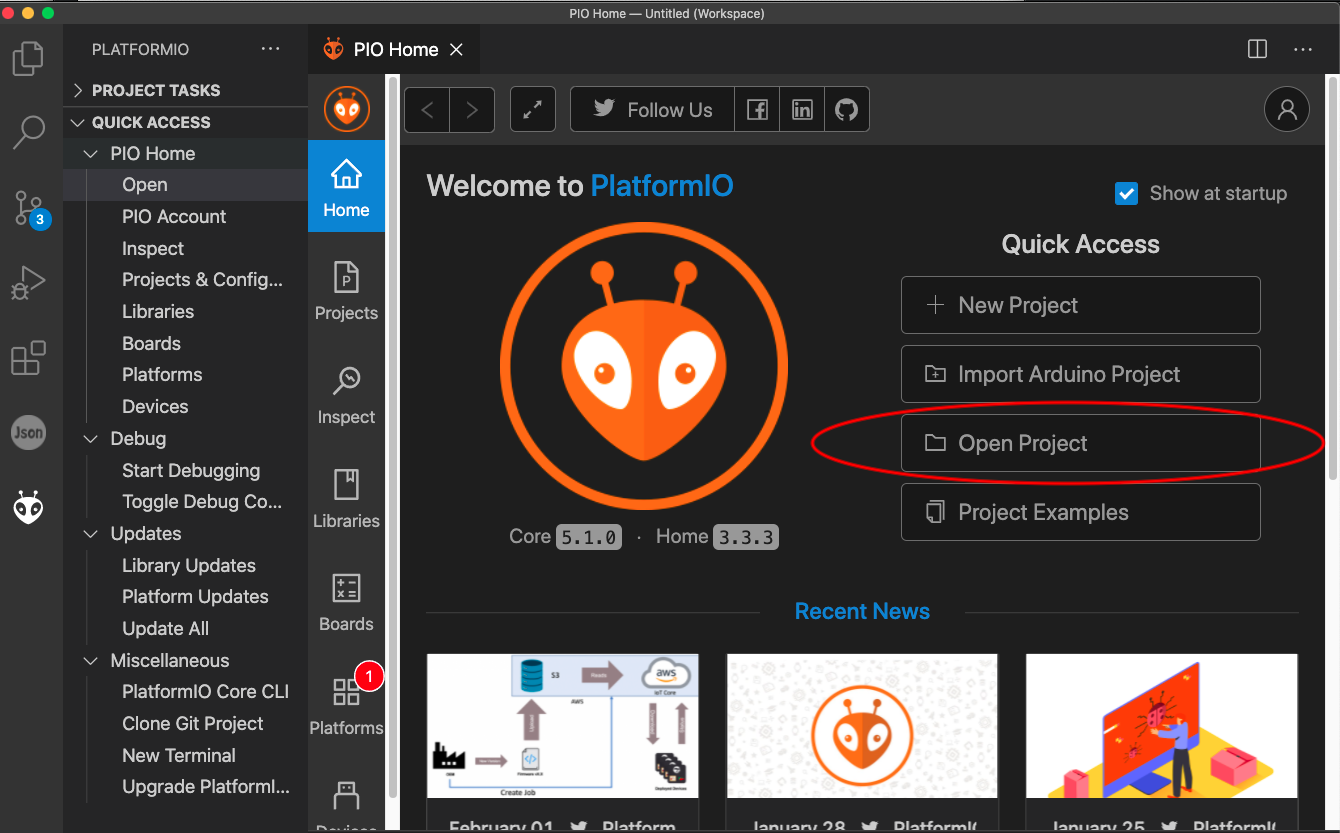 PIO Home — Untitled (Workspace)
PLATFORMIO
PROJECT TASKS
QUICK ACCESS
PIO Home
Open
PIO Account
Inspect
Projects & Config...
Libraries
Boards
Platforms
Devices
Debug
Start Debugging
Toggle Debug Co...
Updates
Library Updates
Platform Updates
Update All
Miscellaneous
PlatformIO Core CLI
Clone Git Project
New Terminal
Upgrade PlatformI...
3
Json
PIO Home
Home
Projects
Inspect
Libraries
Boards
1
Platforms
Devices
Follow Us
Welcome to PlatformIO
Show at startup
Core 5.1.0 · Home 3.3.3
Quick Access
New Project
Import Arduino Project
Open Project
Project Examples
Recent News
S3
Reads
aws
IoT Core
AWS
Create Job
February 01 Platform
January 28 PlatformI
January 25 PlatformI